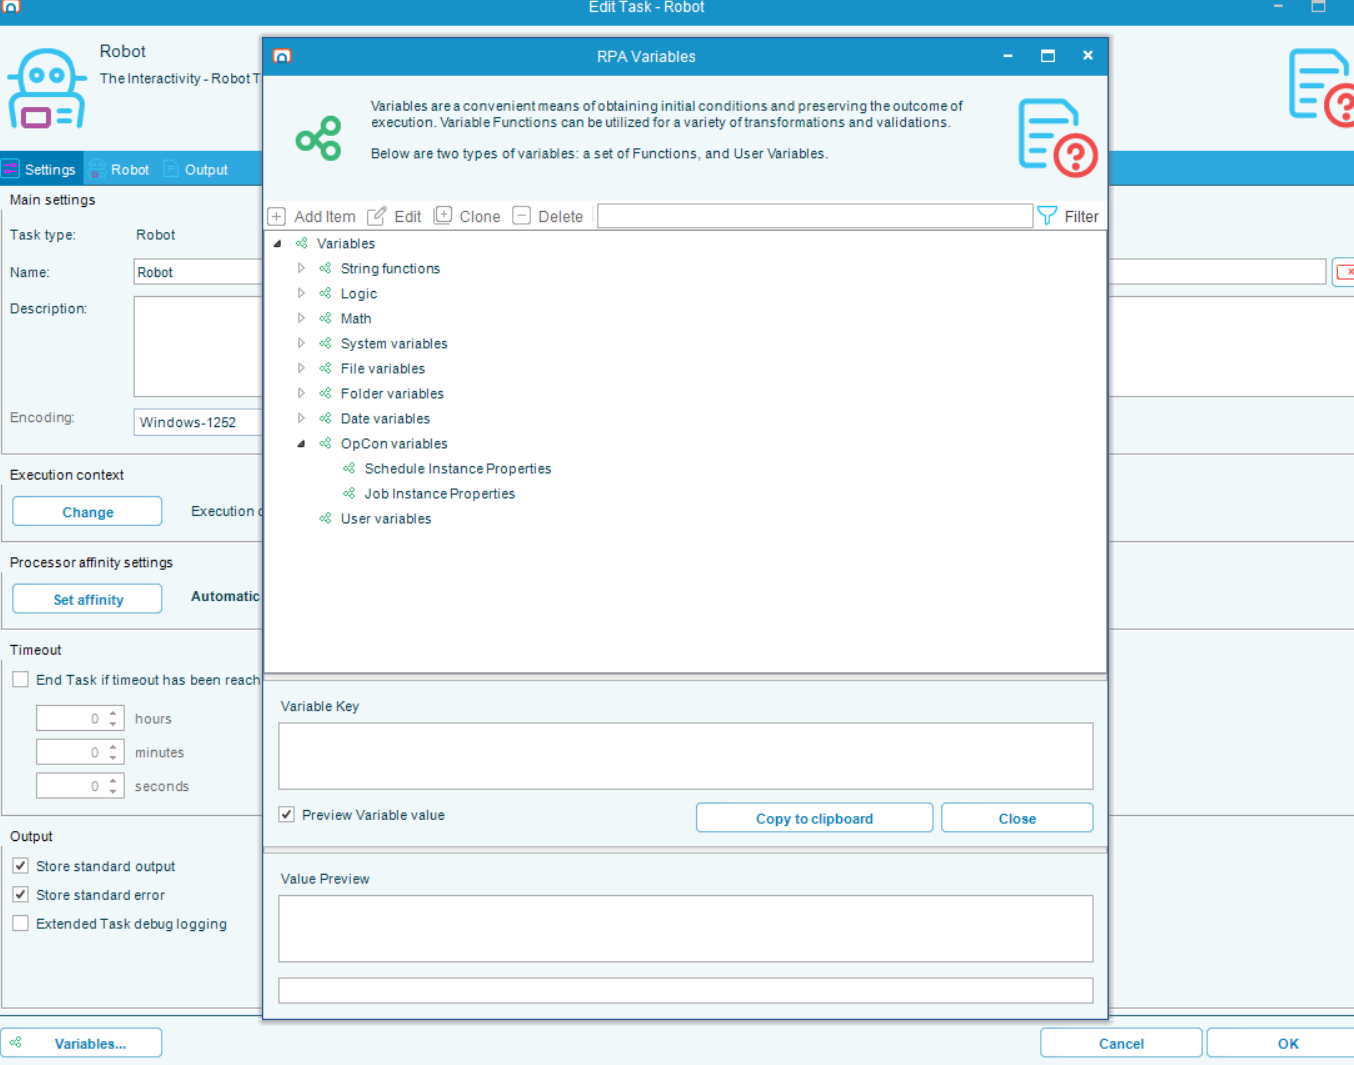 Edit Task - Robot
Robot
The Interactivity - Robot T
RPA Variables
Variables are a convenient means of obtaining initial conditions and preserving the outcome of
execution. Variable Functions can be utilized for a variety of transformations and validations.
Below are two types of variables: a set of Functions, and User Variables.
Settings
Robot
Output
Main settings
Task type:
Robot
Name:
Robot
Description:
Encoding:
Windows-1252
Execution context
Change
Execution
Processor affinity settings
Set affinity
Automatic
Timeout
End Task if timeout has been reach
0 hours
0 minutes
0 seconds
Output
Store standard output
Store standard error
Extended Task debug logging
Add Item
Edit
Clone
Delete
Filter
Variables
String functions
Logic
Math
System variables
File variables
Folder variables
Date variables
OpCon variables
Schedule Instance Properties
Job Instance Properties
User variables
Variable Key
Preview Variable value
Copy to clipboard
Close
Value Preview
Variables...
Cancel
OK